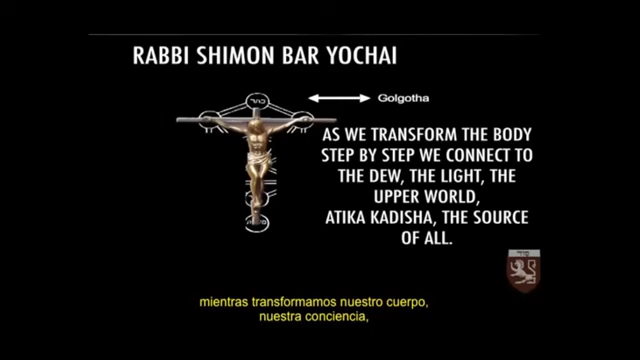 RABBI SHIMON BAR YOCHAI
כתר
Golgotha
AS WE TRANSFORM THE BODY
STEP BY STEP WE CONNECT TO
THE DEW, THE LIGHT, THE
UPPER WORLD,
ATIKA KADISHA, THE SOURCE
OF ALL.
mientras transformamos nuestro cuerpo,
nuestra conciencia,